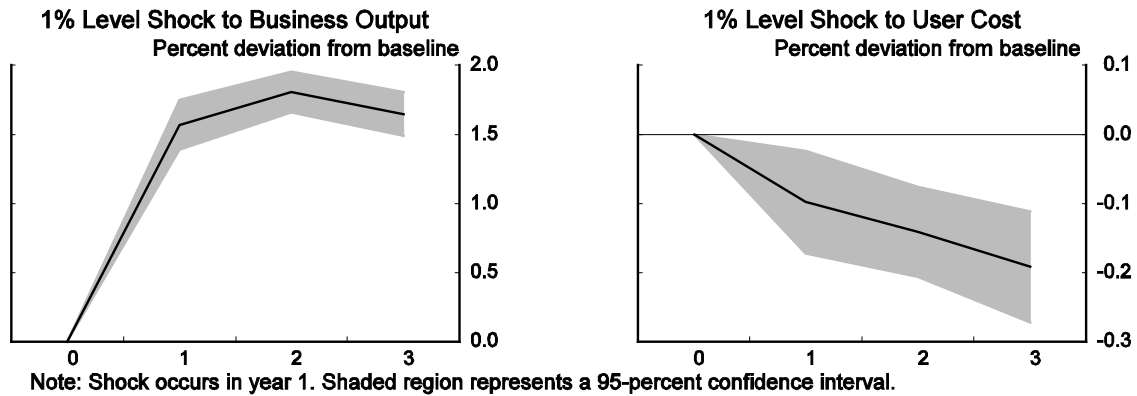 1% Level Shock to Business Output
Percent deviation from baseline
2.0
1.5
1.0
0.5
0.0
0 1 2 3
1% Level Shock to User Cost
Percent deviation from baseline
0.1
0.0
-0.1
-0.2
-0.3
0 1 2 3
Note: Shock occurs in year 1. Shaded region represents a 95-percent confidence interval.